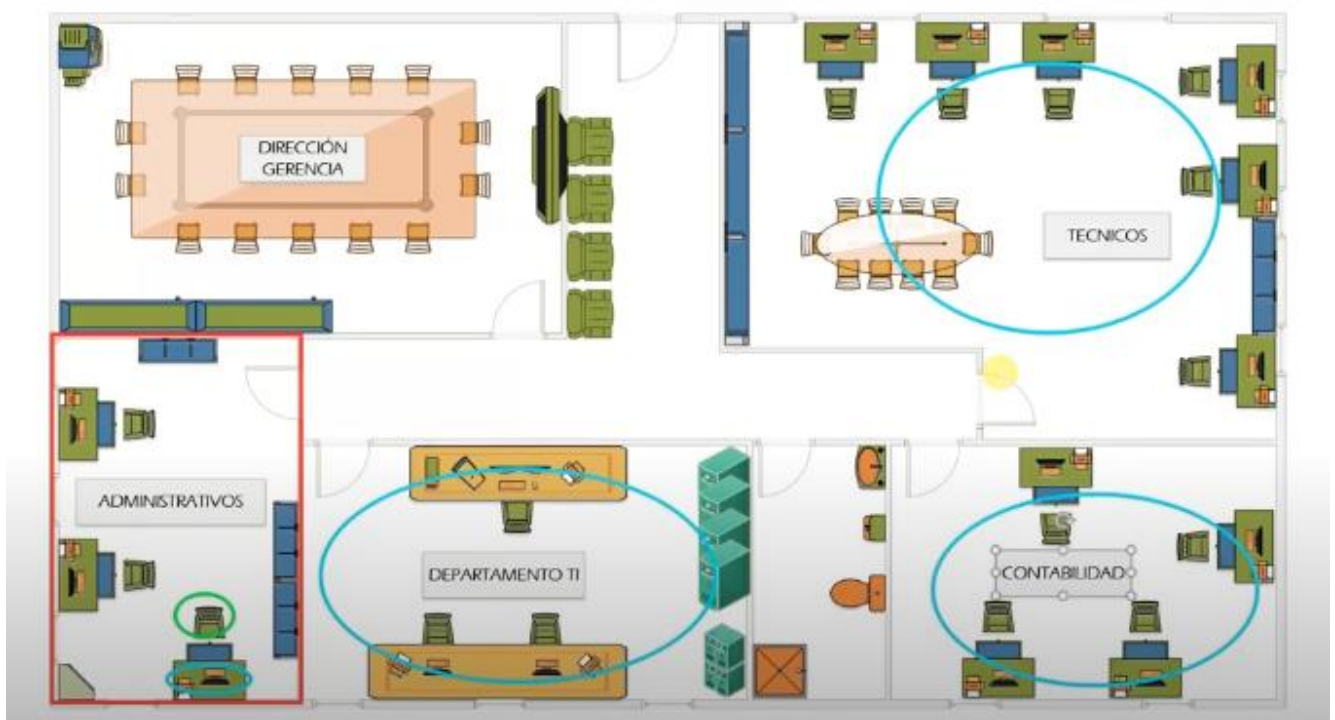 DIRECCIÓN
GERENCIA
TECNICOS
ADMINISTRATIVOS
DEPARTAMENTO TI
CONTABILIDAD